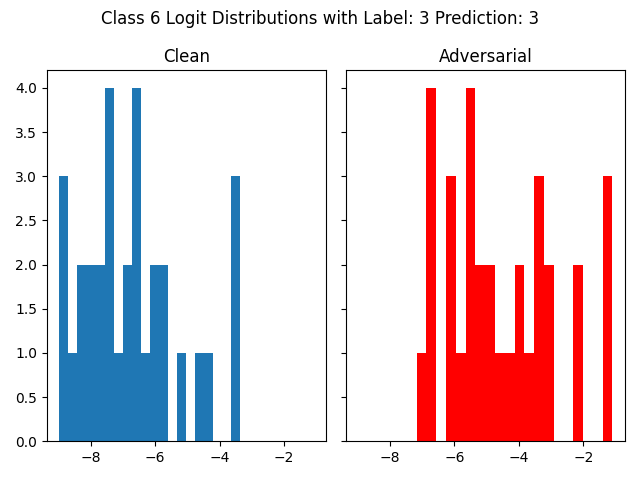 Class 6 Logit Distributions with Label: 3 Prediction: 3
Clean
Adversarial
4.0
3.5
3.0
2.5
2.0
1.5
1.0
0.5
0.0
−8 −6 −4 −2
−8 −6 −4 −2